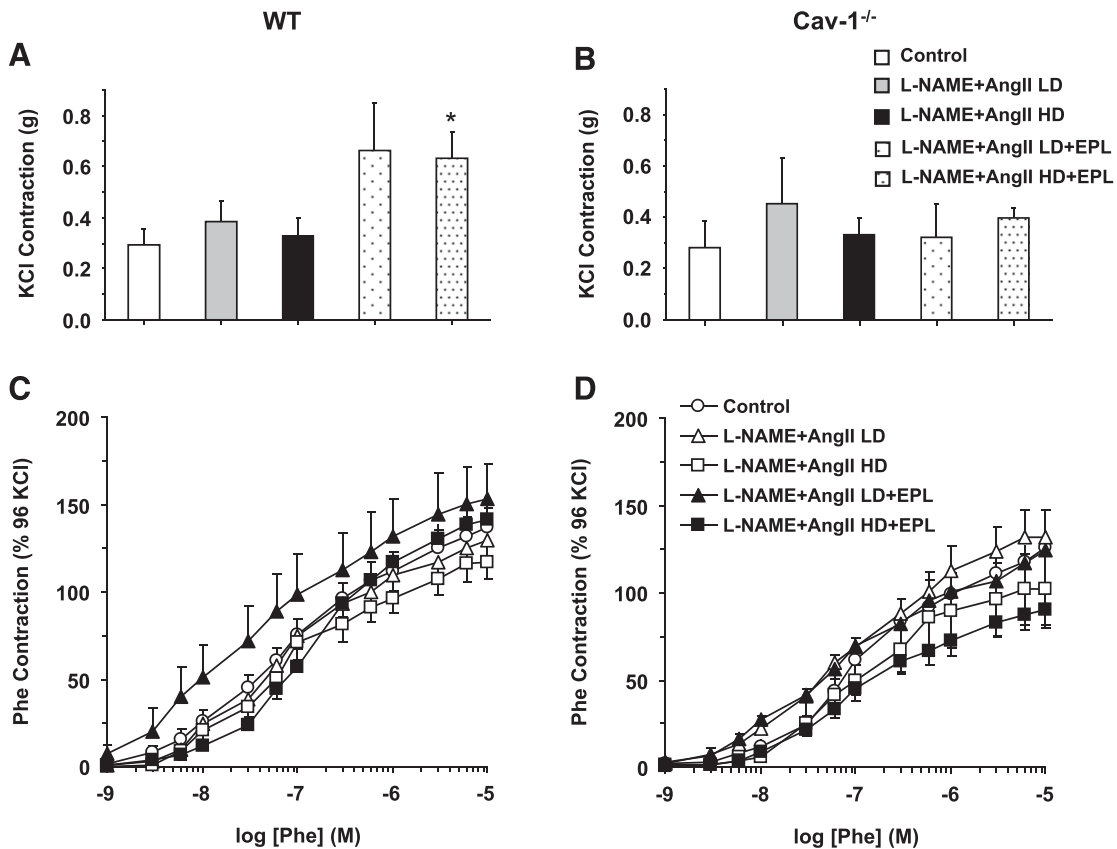 WT
Cav-1-/-
A
KCl Contraction (g)
0.8
0.6
0.4
0.2
0.0
*
B
KCl Contraction (g)
0.8
0.6
0.4
0.2
0.0
Control
L-NAME+AngII LD
L-NAME+AngII HD
L-NAME+AngII LD+EPL
L-NAME+AngII HD+EPL
C
Phe Contraction (% 96 KCl)
200
150
100
50
0
-9 -8 -7 -6 -5
log [Phe] (M)
D
Phe Contraction (% 96 KCl)
200
150
100
50
0
Control
L-NAME+AngII LD
L-NAME+AngII HD
L-NAME+AngII LD+EPL
L-NAME+AngII HD+EPL
-9 -8 -7 -6 -5
log [Phe] (M)